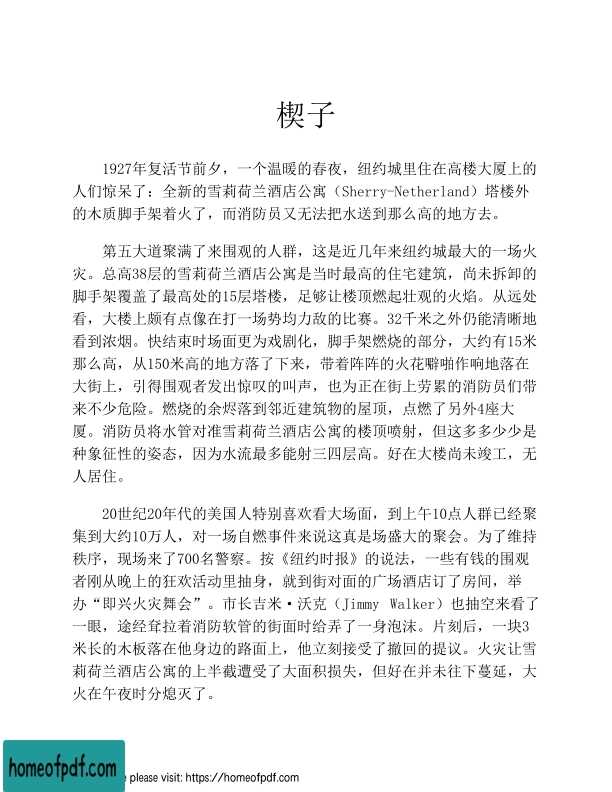 楔子
1927年复活节前夕，一个温暖的春夜，纽约城里住在高楼大厦上的
人们惊呆了：全新的雪莉荷兰酒店公寓（Sherry-Netherland）塔楼外
的木质脚手架着火了，而消防员又无法把水送到那么高的地方去。
第五大道聚满了来围观的人群，这是近几年来纽约城最大的一场火
灾。总高38层的雪莉荷兰酒店公寓是当时最高的住宅建筑，尚未拆卸的
脚手架覆盖了最高处的15层塔楼，足够让楼顶燃起壮观的火焰。从远处
看，大楼上颇有点像在打一场势均力敌的比赛。32千米之外仍能清晰地
看到浓烟。快结束时场面更为戏剧化，脚手架燃烧的部分，大约有15米
那么高，从150米高的地方落了下来，带着阵阵的火花噼啪作响地落在
大街上，引得围观者发出惊叹的叫声，也为正在街上劳累的消防员们带
来不少危险。燃烧的余烬落到邻近建筑物的屋顶，点燃了另外4座大
厦。消防员将水管对准雪莉荷兰酒店公寓的楼顶喷射，但这多多少少是
种象征性的姿态，因为水流最多能射三四层高。好在大楼尚未竣工，无
人居住。
20世纪20年代的美国人特别喜欢看大场面，到上午10点人群已经聚
集到大约10万人，对一场自燃事件来说这真是场盛大的聚会。为了维持
秩序，现场来了700名警察。按《纽约时报》的说法，一些有钱的围观
者刚从晚上的狂欢活动里抽身，就到街对面的广场酒店订了房间，举
办“即兴火灾舞会”。市长吉米·沃克（Jimmy Walker）也抽空来看了
一眼，途经耷拉着消防软管的街面时给弄了一身泡沫。片刻后，一块3
米长的木板落在他身边的路面上，他立刻接受了撤回的提议。火灾让雪
莉荷兰酒店公寓的上半截遭受了大面积损失，但好在并未往下蔓延，大
火在午夜时分熄灭了。
homeofpdf.com
e please visit: https://homeofpdf.com